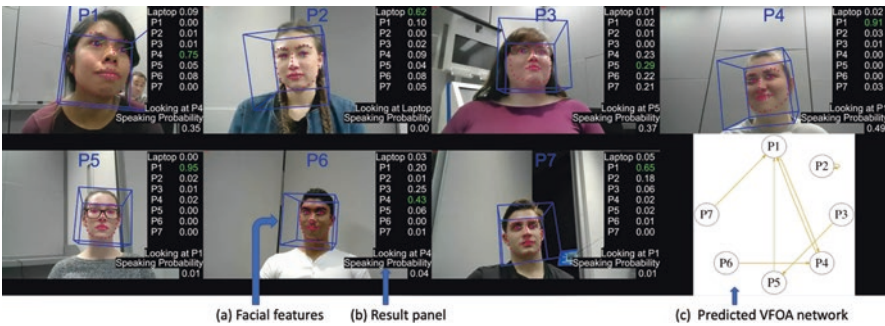 P1
Laptop 0.09
P1 0.00
P2 0.01
P3 0.01
P4 0.75
P5 0.05
P6 0.08
P7 0.00
Looking at P4
Speaking Probability
0.35
P2
Laptop 0.62
P1 0.10
P2 0.00
P3 0.02
P4 0.09
P5 0.04
P6 0.08
P7 0.05
Looking at Laptop
Speaking Probability
0.00
P3
Laptop 0.01
P1 0.02
P2 0.01
P3 0.00
P4 0.23
P5 0.29
P6 0.22
P7 0.21
Looking at P5
Speaking Probability
0.37
P4
Laptop 0.02
P1 0.91
P2 0.03
P3 0.01
P4 0.00
P5 0.00
P6 0.00
P7 0.03
Looking at P1
Speaking Probability
0.49
P5
Laptop 0.00
P1 0.95
P2 0.02
P3 0.01
P4 0.02
P5 0.00
P6 0.00
P7 0.00
Looking at P1
Speaking Probability
0.01
P6
Laptop 0.03
P1 0.20
P2 0.01
P3 0.25
P4 0.43
P5 0.06
P6 0.00
P7 0.01
Looking at P4
Speaking Probability
0.04
P7
Laptop 0.05
P1 0.65
P2 0.18
P3 0.06
P4 0.02
P5 0.02
P6 0.01
P7 0.00
Looking at P1
Speaking Probability
0.01
P1
P2
P7
P3
P6
P4
P5
(a) Facial features
(b) Result panel
(c) Predicted VFOA network